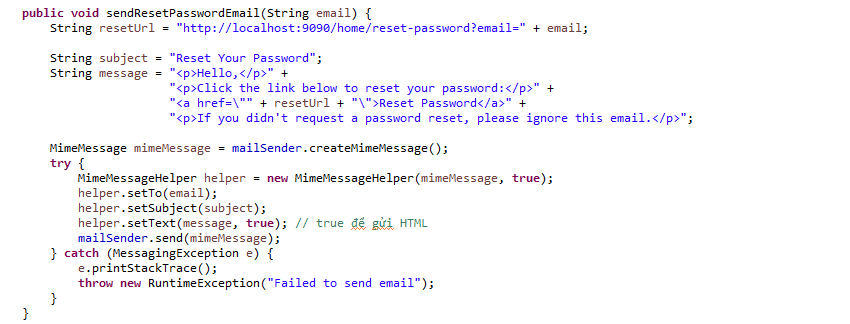 public void sendResetPasswordEmail(String email) {
    String resetUrl = "http://localhost:9090/home/reset-password?email=" + email;

    String subject = "Reset Your Password";
    String message = "<p>Hello,</p>" +
                     "<p>Click the link below to reset your password:</p>" +
                     "<a href=\"" + resetUrl + "\">Reset Password</a>" +
                     "<p>If you didn't request a password reset, please ignore this email.</p>";

    MimeMessage mimeMessage = mailSender.createMimeMessage();
    try {
        MimeMessageHelper helper = new MimeMessageHelper(mimeMessage, true);
        helper.setTo(email);
        helper.setSubject(subject);
        helper.setText(message, true); // true để gửi HTML
        mailSender.send(mimeMessage);
    } catch (MessagingException e) {
        e.printStackTrace();
        throw new RuntimeException("Failed to send email");
    }
}